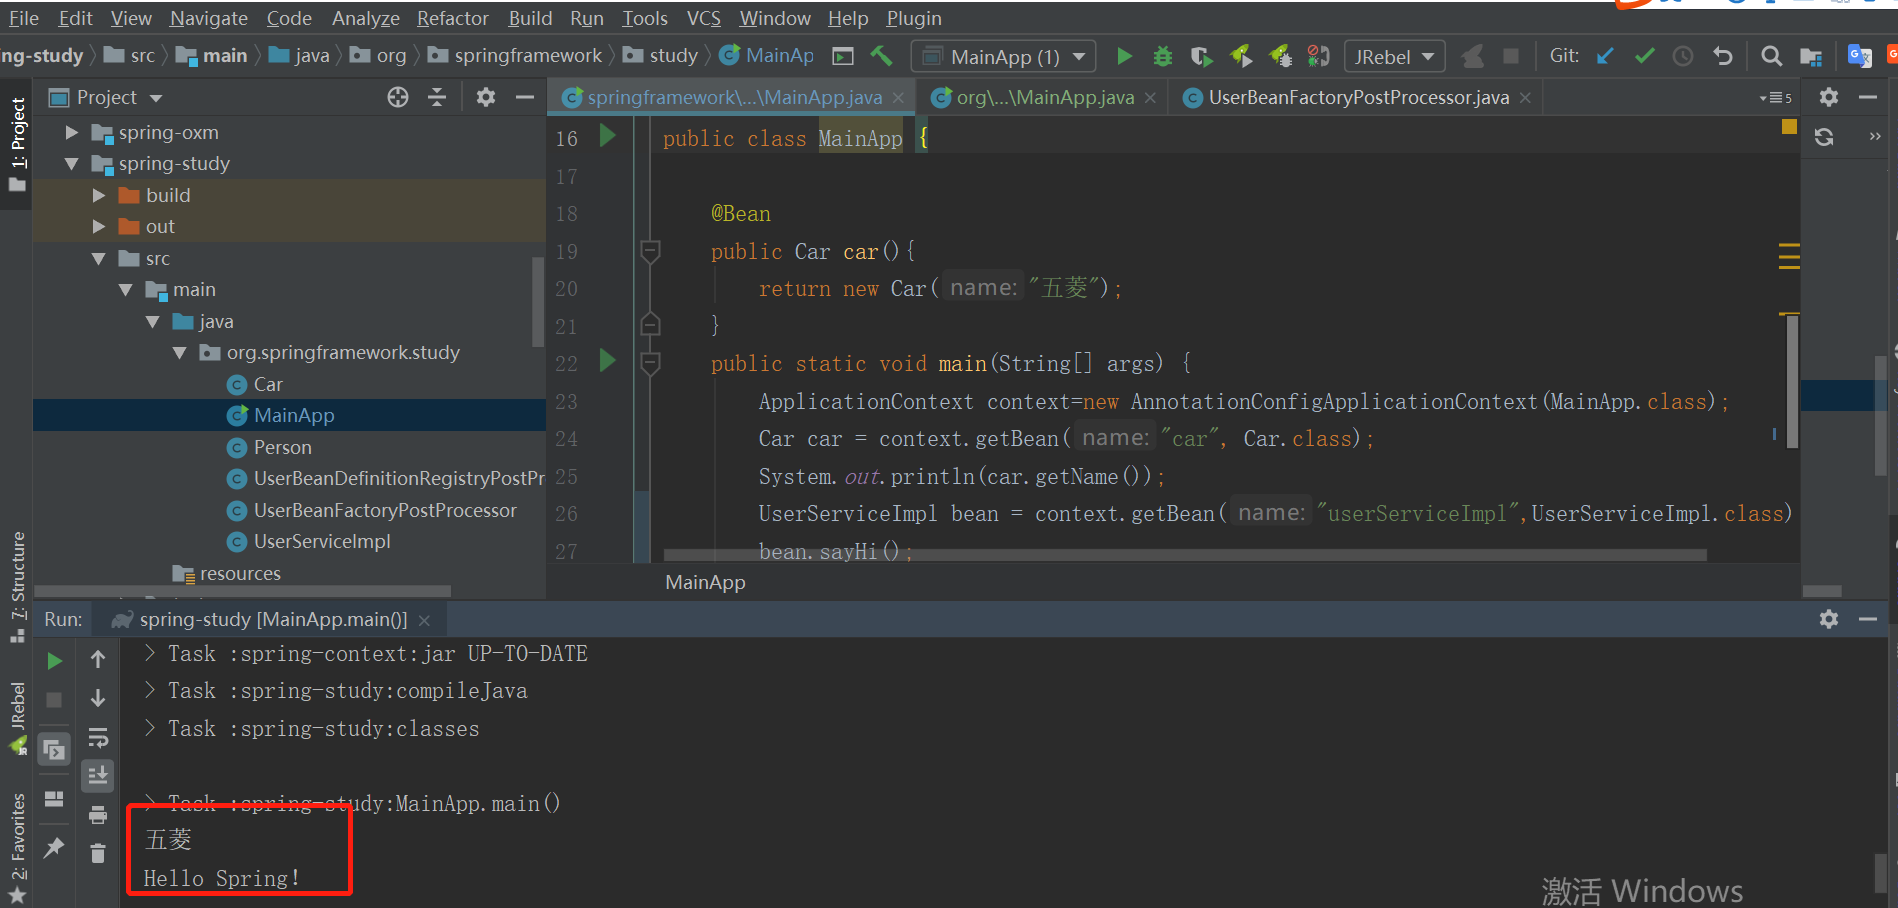 File Edit View Navigate Code Analyze Refactor Build Run Tools VCS Window Help Plugin
ng-study src main java org springframework study MainAp MainApp (1) JRebel Git:
Project
springframework\...\MainApp.java org\...\MainApp.java UserBeanFactoryPostProcessor.java 5
1: Project
7: Structure
JRebel
2: Favorites
spring-oxm
spring-study
build
out
src
main
java
org.springframework.study
Car
MainApp
Person
UserBeanDefinitionRegistryPostPr
UserBeanFactoryPostProcessor
UserServiceImpl
resources
16 public class MainApp {
17
18 @Bean
19 public Car car(){
20 return new Car( name: "五菱");
21 }
22 public static void main(String[] args) {
23 ApplicationContext context=new AnnotationConfigApplicationContext(MainApp.class);
24 Car car = context.getBean( name: "car", Car.class);
25 System.out.println(car.getName());
26 UserServiceImpl bean = context.getBean( name: "userServiceImpl",UserServiceImpl.class)
27 bean.sayHi();
MainApp
Run: spring-study [MainApp.main()]
> Task :spring-context:jar UP-TO-DATE
> Task :spring-study:compileJava
> Task :spring-study:classes
> Task :spring-study:MainApp.main()
五菱
Hello Spring!
激活 Windows